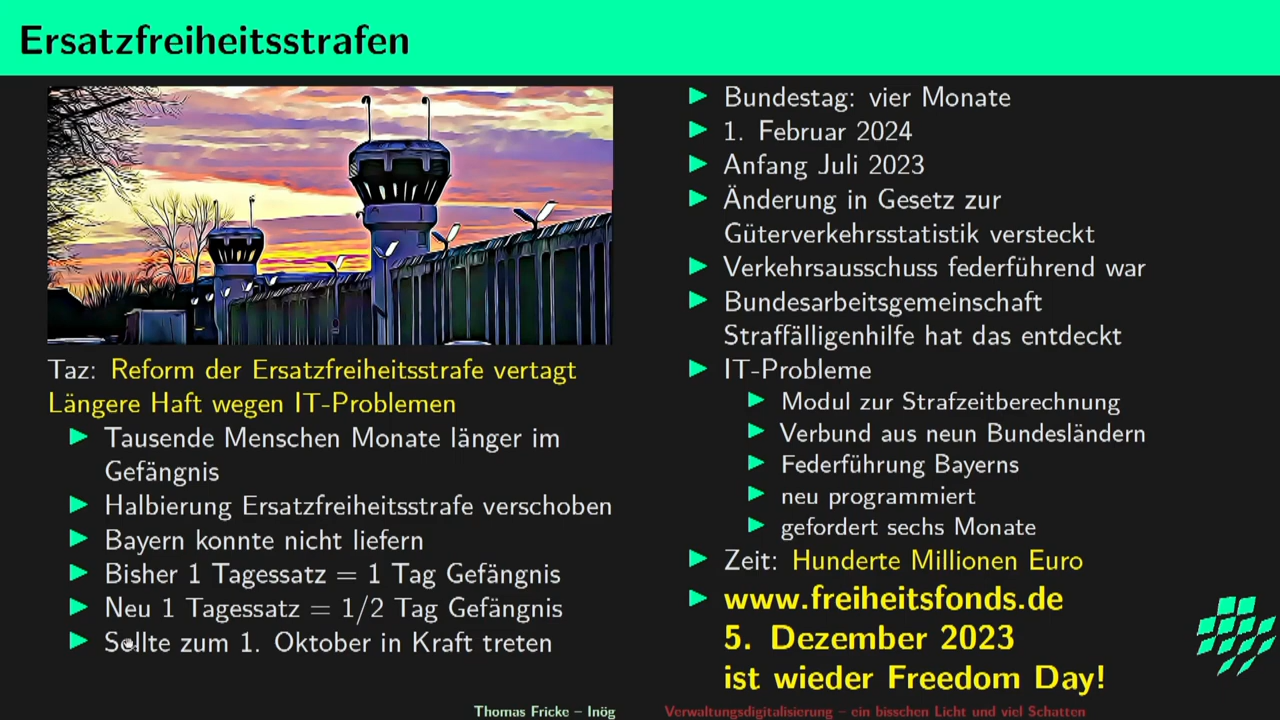 Ersatzfreiheitsstrafen
Taz: Reform der Ersatzfreiheitsstrafe vertagt
Längere Haft wegen IT-Problemen
Tausende Menschen Monate länger im
Gefängnis
Halbierung Ersatzfreiheitsstrafe verschoben
Bayern konnte nicht liefern
Bisher 1 Tagessatz = 1 Tag Gefängnis
Neu 1 Tagessatz = 1/2 Tag Gefängnis
Sollte zum 1. Oktober in Kraft treten
Bundestag: vier Monate
1. Februar 2024
Anfang Juli 2023
Änderung in Gesetz zur
Güterverkehrsstatistik versteckt
Verkehrsausschuss federführend war
Bundesarbeitsgemeinschaft
Straffälligenhilfe hat das entdeckt
IT-Probleme
Modul zur Strafzeitberechnung
Verbund aus neun Bundesländern
Federführung Bayerns
neu programmiert
gefordert sechs Monate
Zeit: Hunderte Millionen Euro
www.freiheitsfonds.de
5. Dezember 2023
ist wieder Freedom Day!
Thomas Fricke – Inög
Verwaltungsdigitalisierung – ein bisschen Licht und viel Schatten